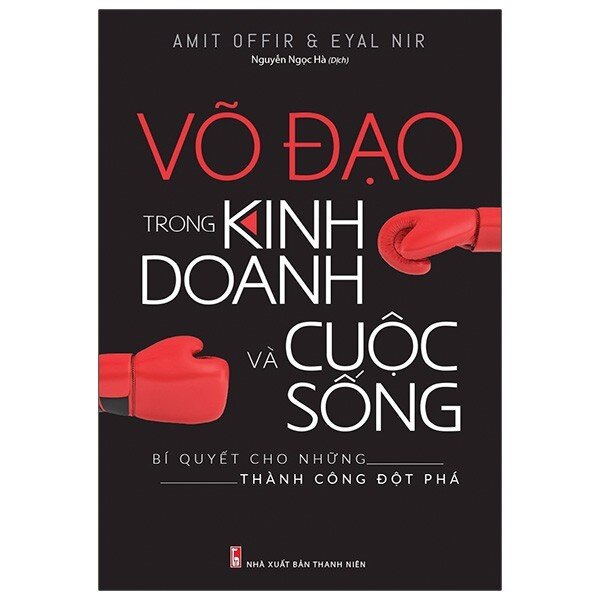 AMIT OFFIR & EYAL NIR
Nguyễn Ngọc Hà (Dịch)
VÕ ĐẠO
TRONG KINH
DOANH
VÀ CUỘC
SỐNG
BÍ QUYẾT CHO NHỮNG
THÀNH CÔNG ĐỘT PHÁ
NHÀ XUẤT BẢN THANH NIÊN